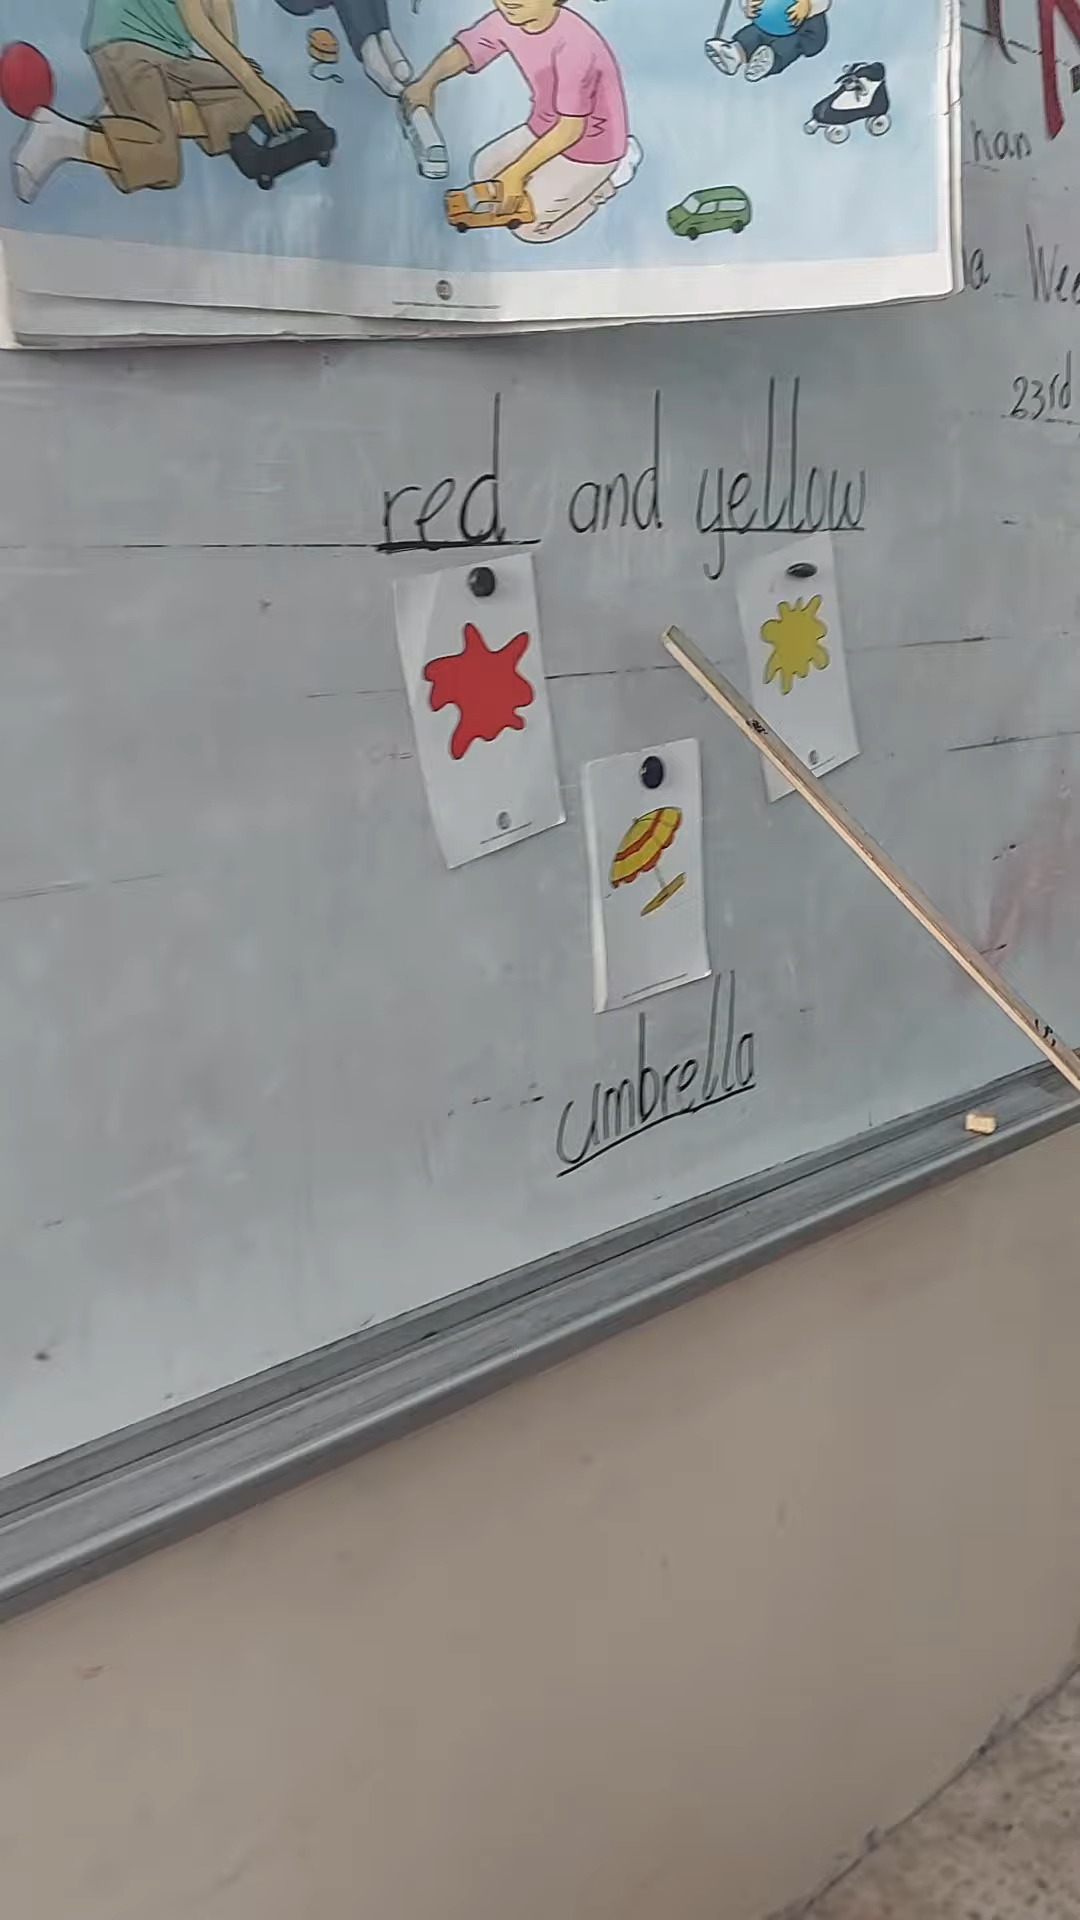 han
23rd
red and yellow
umbrella